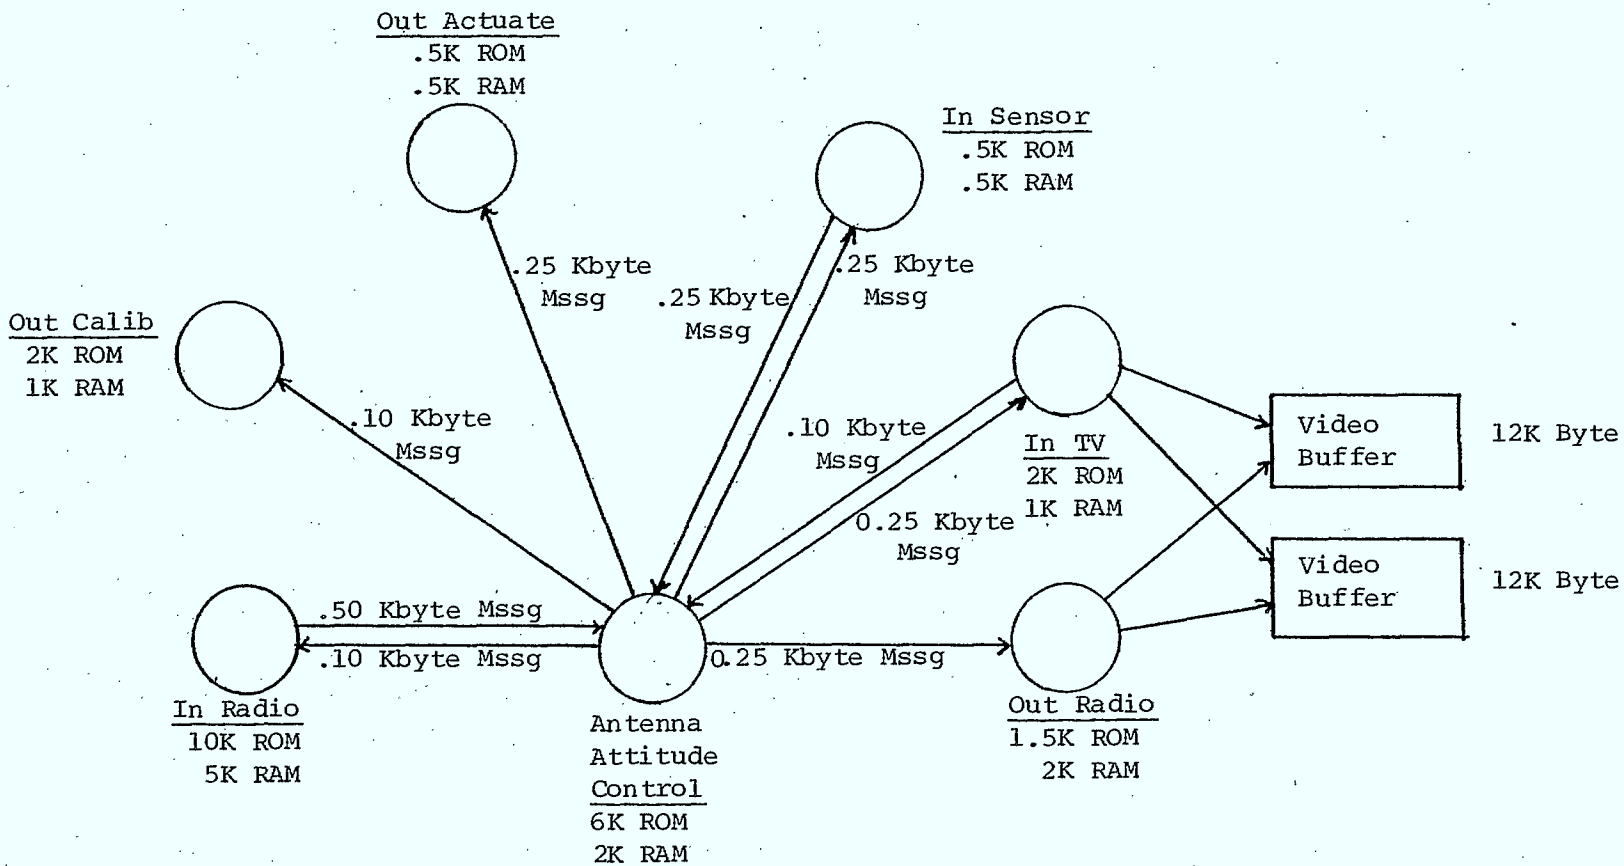 Out Actuate
.5K ROM
.5K RAM
In Sensor
.5K ROM
.5K RAM
.25 Kbyte
Mssg
.25 Kbyte
Mssg
.25 Kbyte
Mssg
Out Calib
2K ROM
1K RAM
.10 Kbyte
Mssg
.10 Kbyte
Mssg
In TV
2K ROM
1K RAM
0.25 Kbyte
Mssg
Video
Buffer
12K Byte
Video
Buffer
12K Byte
.50 Kbyte Mssg
.10 Kbyte Mssg
0.25 Kbyte Mssg
In Radio
10K ROM
5K RAM
Antenna
Attitude
Control
6K ROM
2K RAM
Out Radio
1.5K ROM
2K RAM